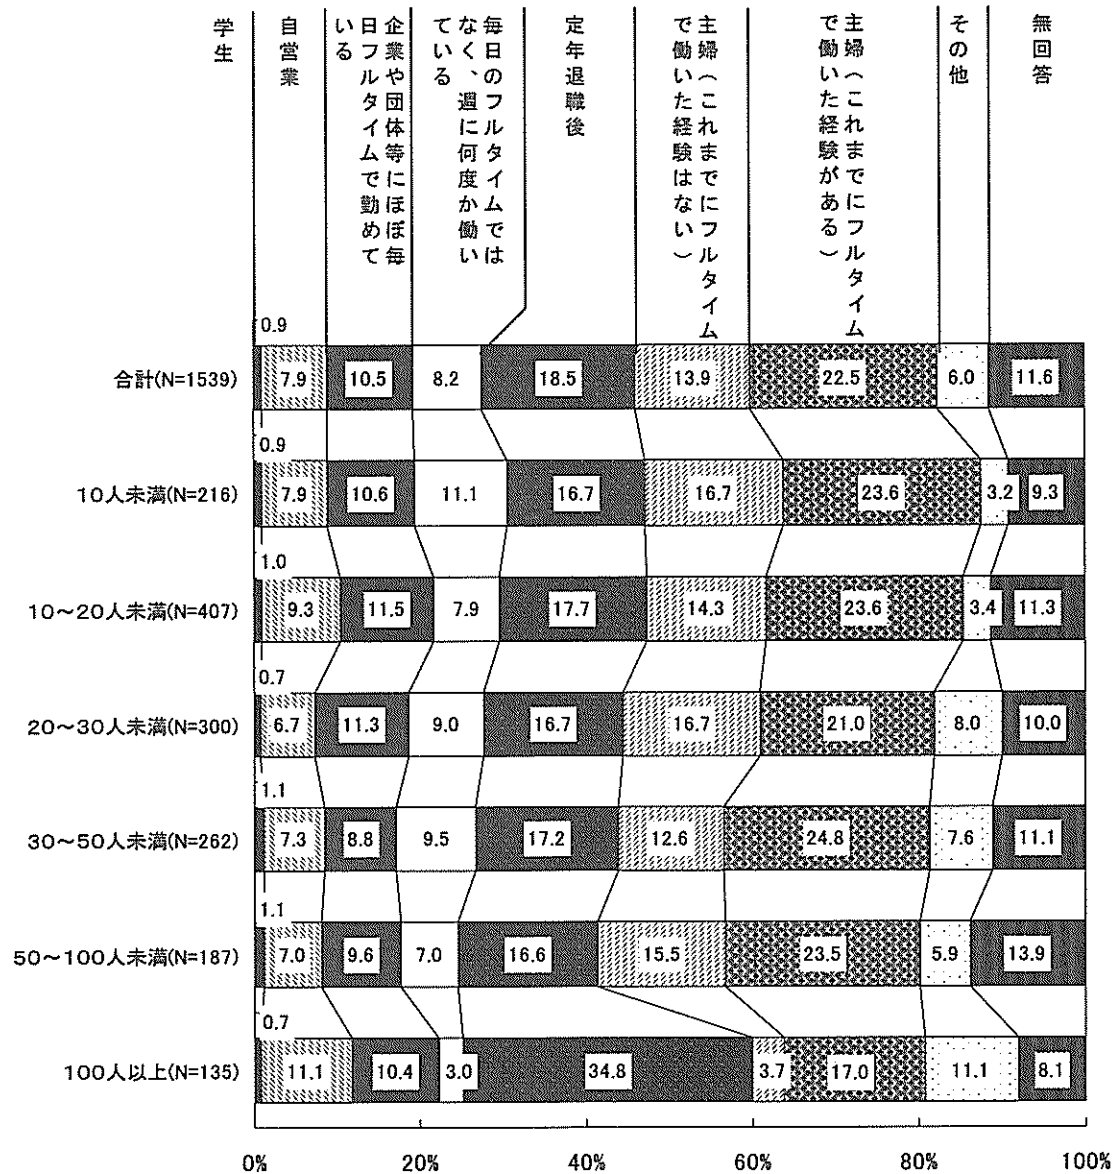 学生
自営業
企業や団体等にほぼ毎
日フルタイムで勤めて
いる
毎日のフルタイムでは
なく、週に何度か働い
ている
定年退職後
主婦(これまでにフルタイム
で働いた経験はない)
主婦(これまでにフルタイム
で働いた経験がある)
その他
無回答
0.9
合計(N=1539) 7.9 10.5 8.2 18.5 13.9 22.5 6.0 11.6
0.9
10人未満(N=216) 7.9 10.6 11.1 16.7 16.7 23.6 3.2 9.3
1.0
10〜20人未満(N=407) 9.3 11.5 7.9 17.7 14.3 23.6 3.4 11.3
0.7
20〜30人未満(N=300) 6.7 11.3 9.0 16.7 16.7 21.0 8.0 10.0
1.1
30〜50人未満(N=262) 7.3 8.8 9.5 17.2 12.6 24.8 7.6 11.1
1.1
50〜100人未満(N=187) 7.0 9.6 7.0 16.6 15.5 23.5 5.9 13.9
0.7
100人以上(N=135) 11.1 10.4 3.0 34.8 3.7 17.0 11.1 8.1
0% 20% 40% 60% 80% 100%